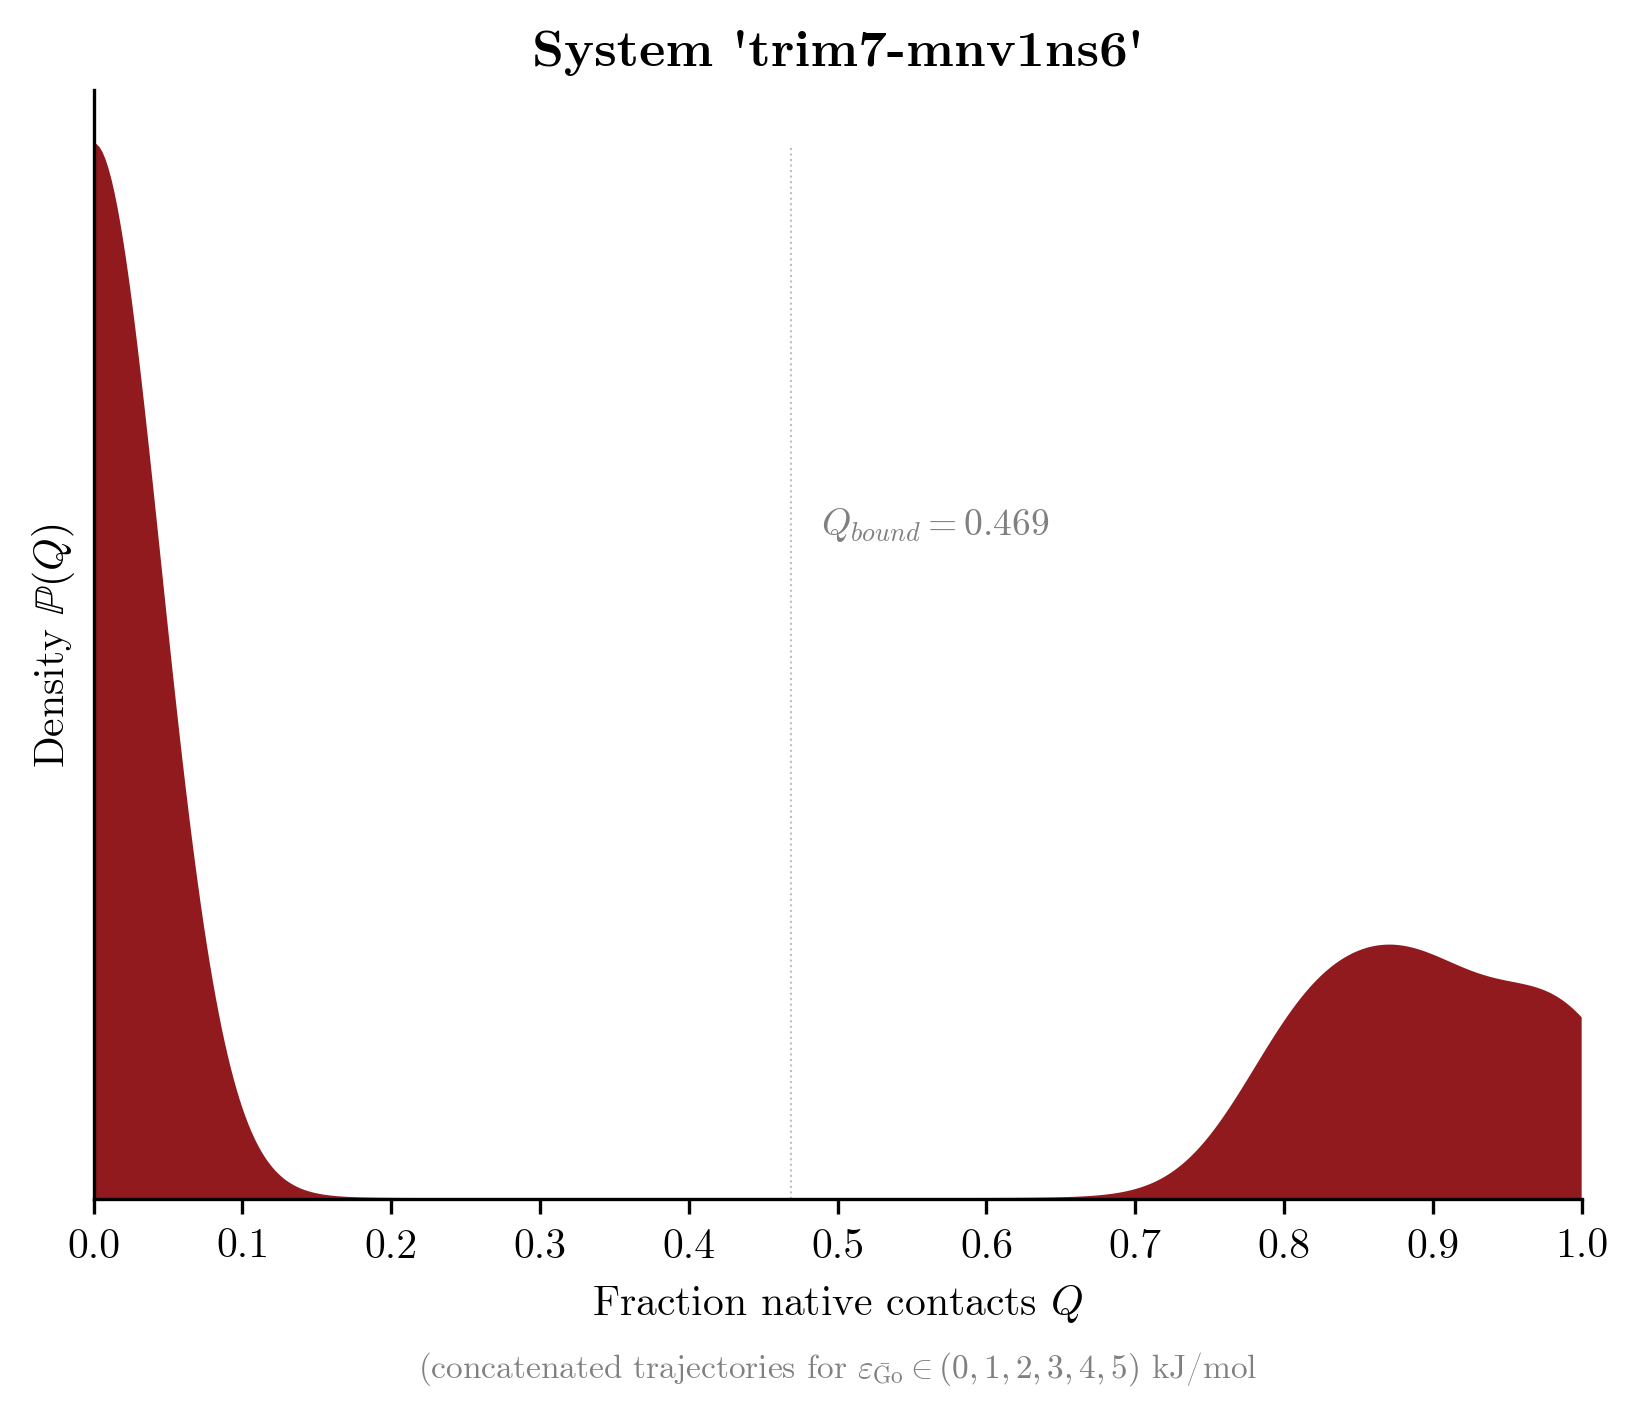 System 'trim7-mnv1ns6'
Density ℙ(Q)
Q_bound = 0.469
0.0 0.1 0.2 0.3 0.4 0.5 0.6 0.7 0.8 0.9 1.0
Fraction native contacts Q
(concatenated trajectories for ε_Ḡo ∈ (0, 1, 2, 3, 4, 5) kJ/mol